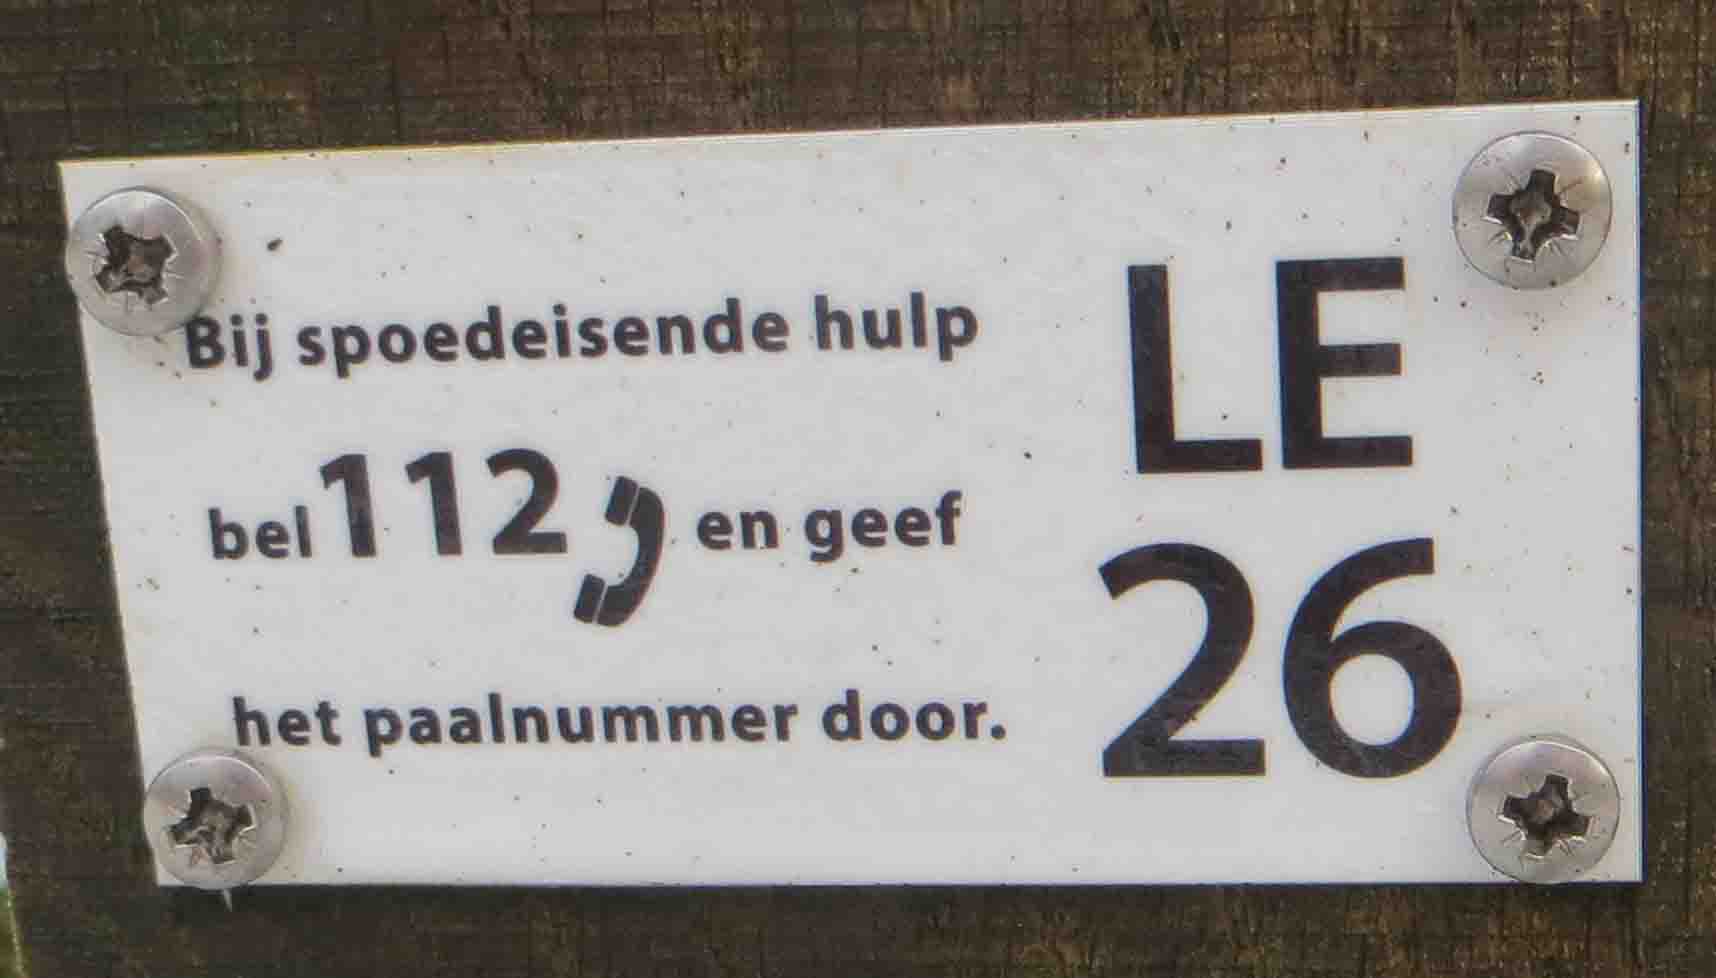 Bij spoedeisende hulp
bel 112 en geef
het paalnummer door.
LE
26